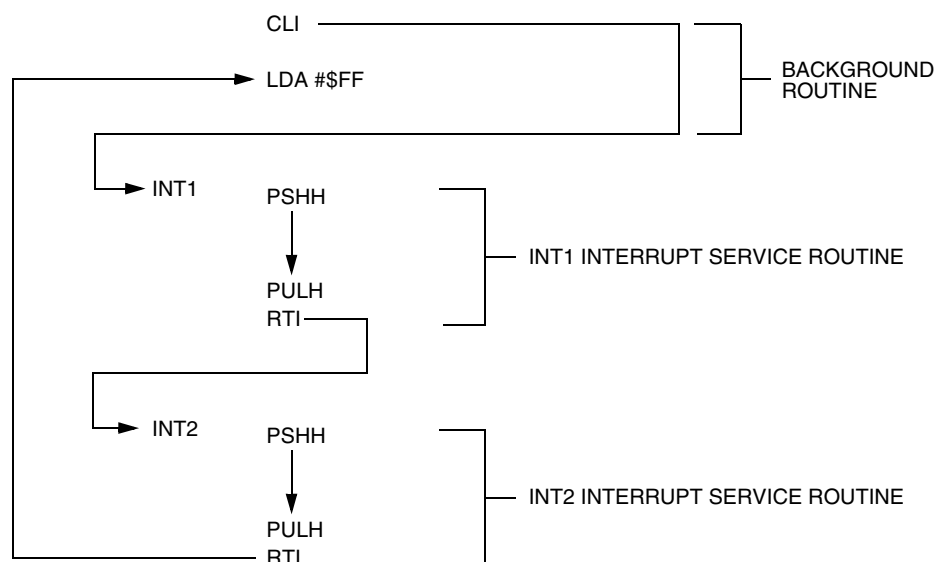 CLI
LDA #$FF
BACKGROUND
ROUTINE
INT1
PSHH
INT1 INTERRUPT SERVICE ROUTINE
PULH
RTI
INT2
PSHH
INT2 INTERRUPT SERVICE ROUTINE
PULH
RTI